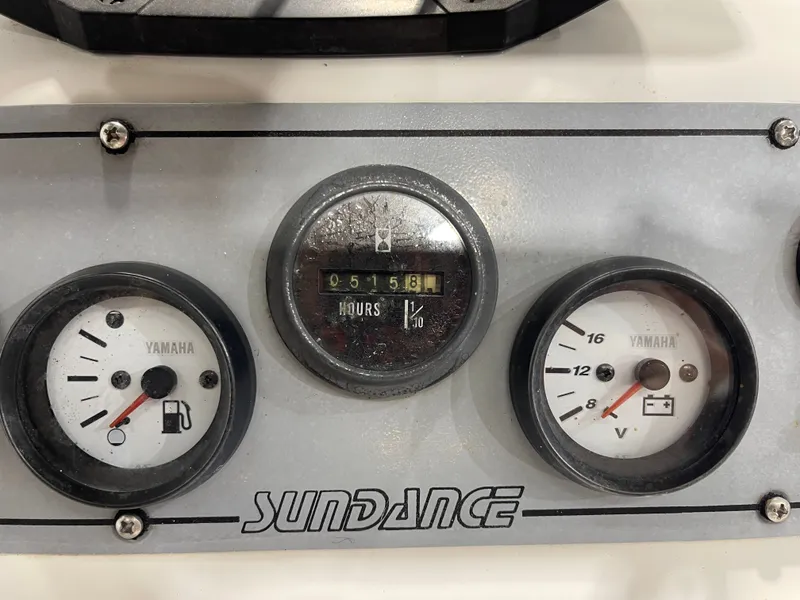 05158
HOURS 1/10
YAMAHA
YAMAHA
16
12
8
V
SUNDANCE